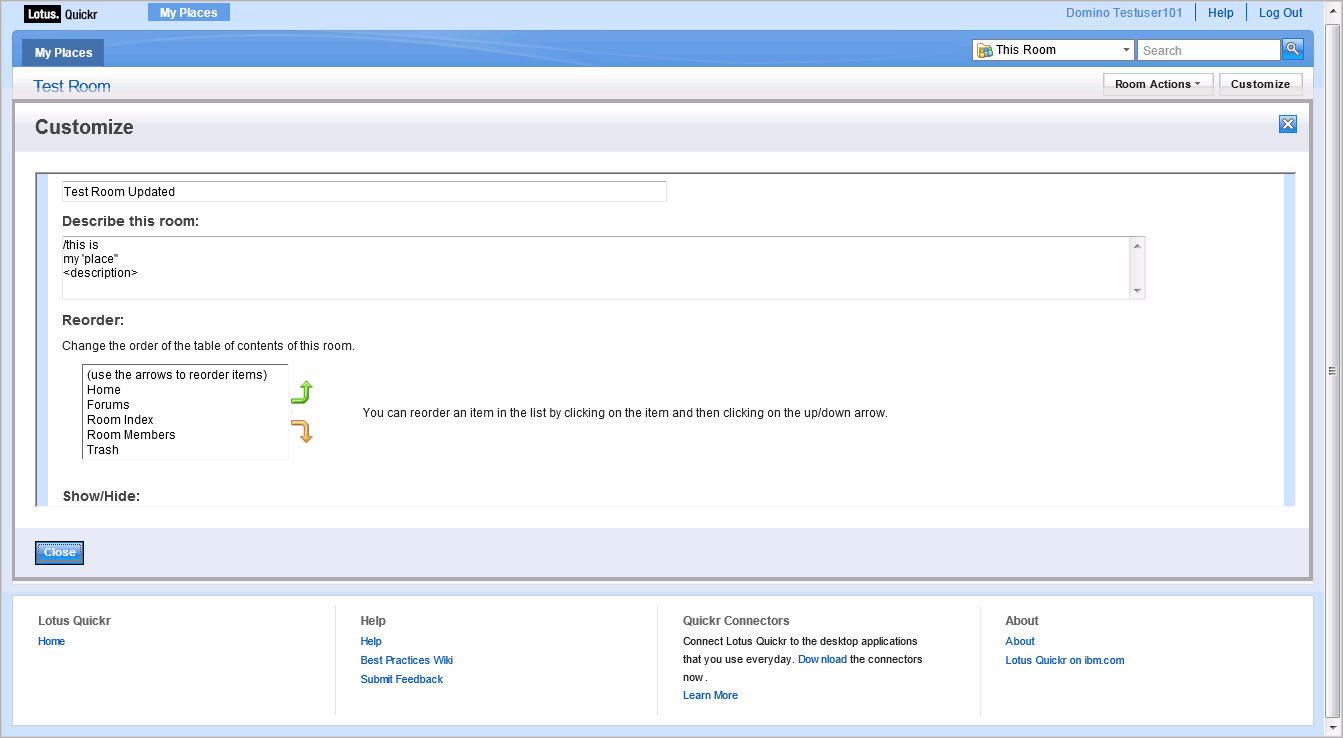 Lotus. Quickr My Places Domino Testuser101 Help Log Out
My Places This Room Search
Test Room Room Actions Customize
Customize
Test Room Updated
Describe this room:
/this is
my 'place"
<description>
Reorder:
Change the order of the table of contents of this room.
(use the arrows to reorder items)
Home
Forums
Room Index
Room Members
Trash
You can reorder an item in the list by clicking on the item and then clicking on the up/down arrow.
Show/Hide:
Close
Lotus Quickr
Home
Help
Help
Best Practices Wiki
Submit Feedback
Quickr Connectors
Connect Lotus Quickr to the desktop applications
that you use everyday. Download the connectors
now .
Learn More
About
About
Lotus Quickr on ibm.com